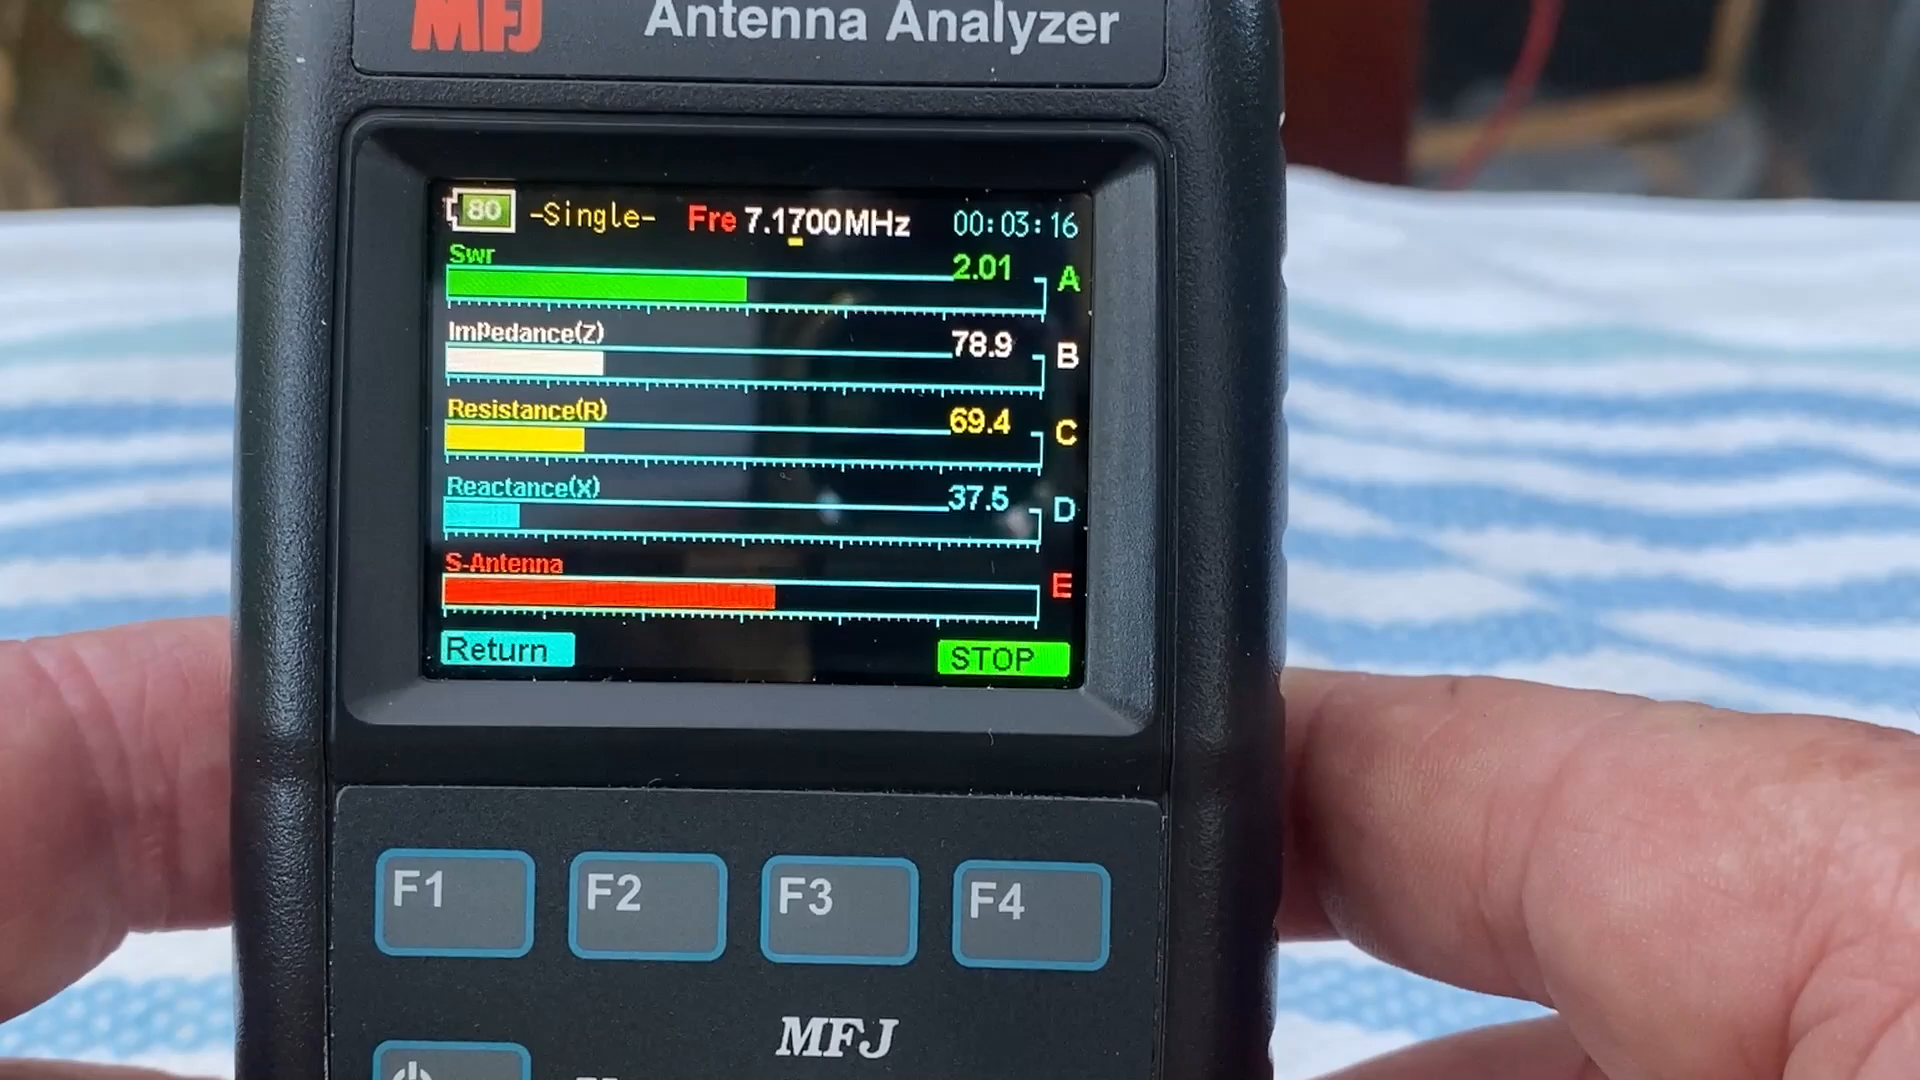 MFJ Antenna Analyzer
80 -Single- Fre 7.1700MHz 00:03:16
Swr 2.01 A
Impedance(Z) 78.9 B
Resistance(R) 69.4 C
Reactance(X) 37.5 D
S-Antenna E
Return STOP
F1 F2 F3 F4
MFJ